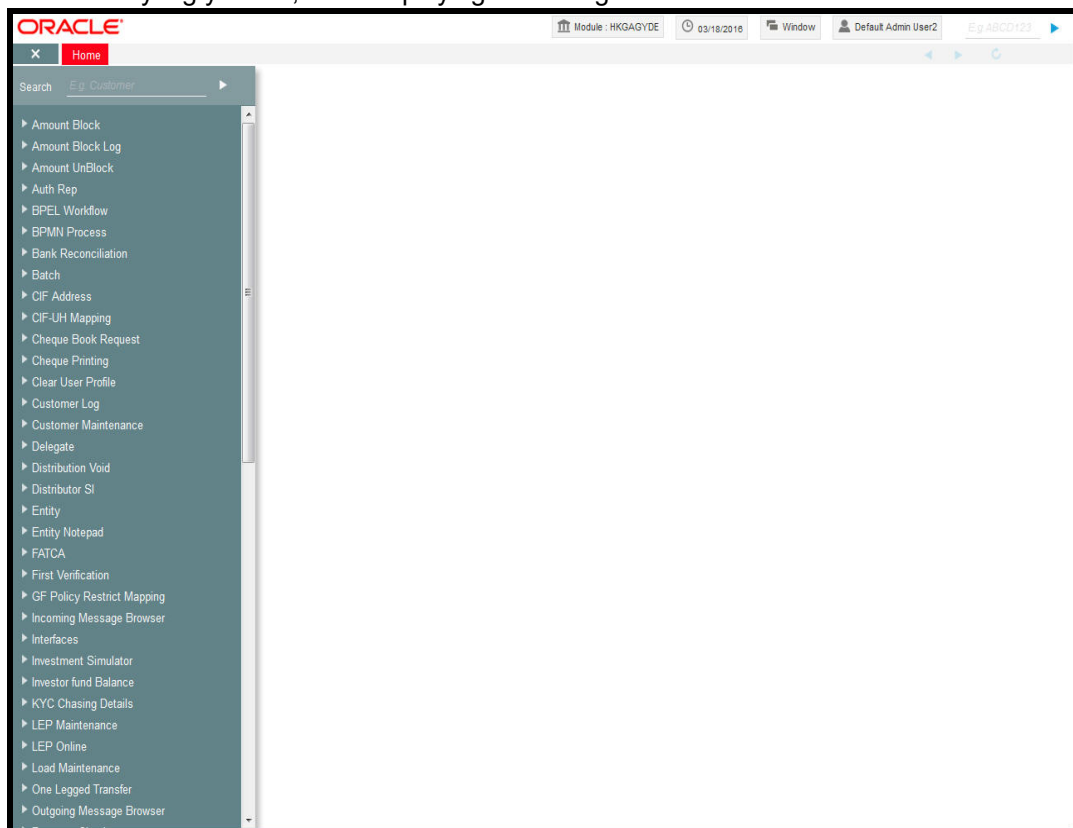 ORACLE
Module : HKGAGYDE
03/18/2016
Window
Default Admin User2
E.g.ABCD123
X Home
Search E.g. Customer
Amount Block
Amount Block Log
Amount UnBlock
Auth Rep
BPEL Workflow
BPMN Process
Bank Reconciliation
Batch
CIF Address
CIF-UH Mapping
Cheque Book Request
Cheque Printing
Clear User Profile
Customer Log
Customer Maintenance
Delegate
Distribution Void
Distributor SI
Entity
Entity Notepad
FATCA
First Verification
GF Policy Restrict Mapping
Incoming Message Browser
Interfaces
Investment Simulator
Investor fund Balance
KYC Chasing Details
LEP Maintenance
LEP Online
Load Maintenance
One Legged Transfer
Outgoing Message Browser